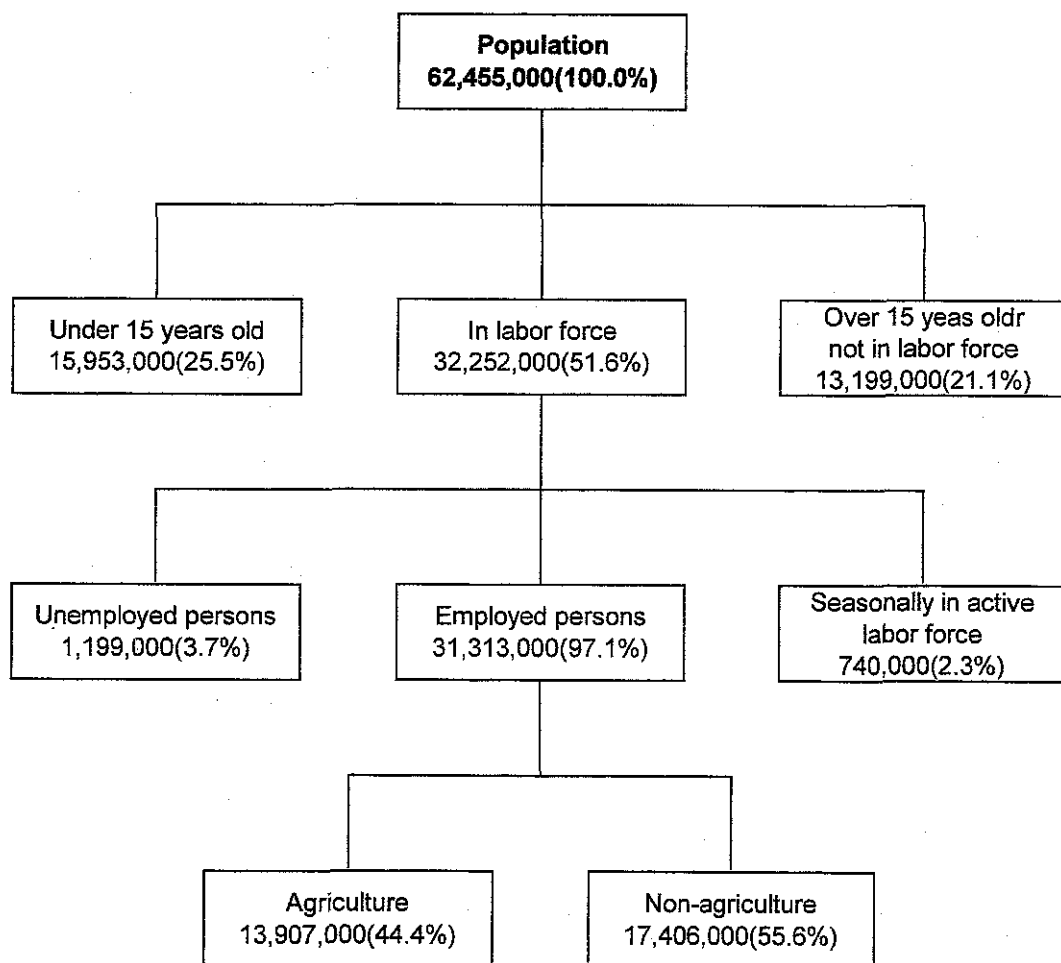 Population
62,455,000(100.0%)
Under 15 years old
15,953,000(25.5%)
In labor force
32,252,000(51.6%)
Over 15 yeas oldr
not in labor force
13,199,000(21.1%)
Unemployed persons
1,199,000(3.7%)
Employed persons
31,313,000(97.1%)
Seasonally in active
labor force
740,000(2.3%)
Agriculture
13,907,000(44.4%)
Non-agriculture
17,406,000(55.6%)